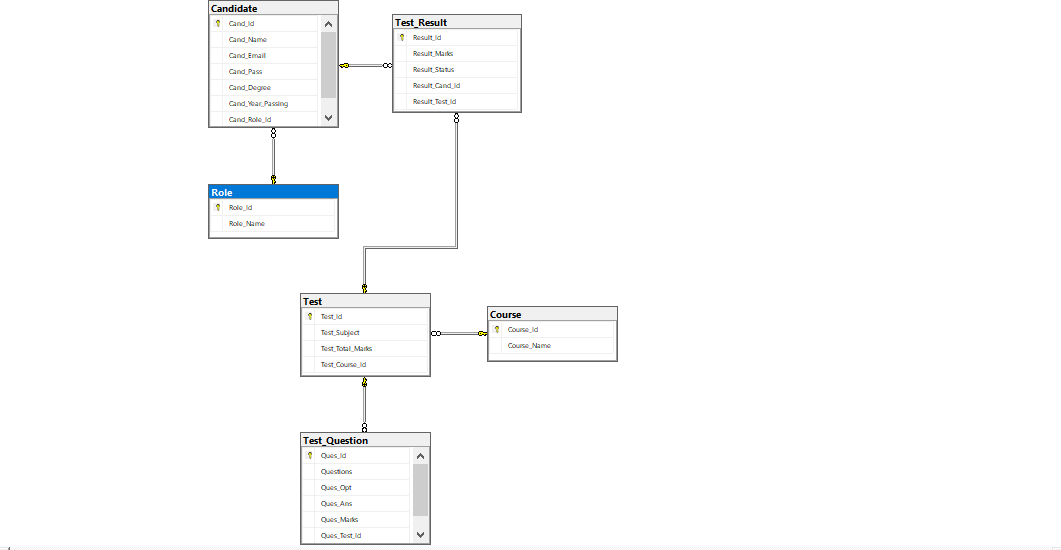 Candidate
Cand_Id
Cand_Name
Cand_Email
Cand_Pass
Cand_Degree
Cand_Year_Passing
Cand_Role_Id
Test_Result
Result_Id
Result_Marks
Result_Status
Result_Cand_Id
Result_Test_Id
Role
Role_Id
Role_Name
Test
Test_Id
Test_Subject
Test_Total_Marks
Test_Course_Id
Course
Course_Id
Course_Name
Test_Question
Ques_Id
Questions
Ques_Opt
Ques_Ans
Ques_Marks
Ques_Test_Id